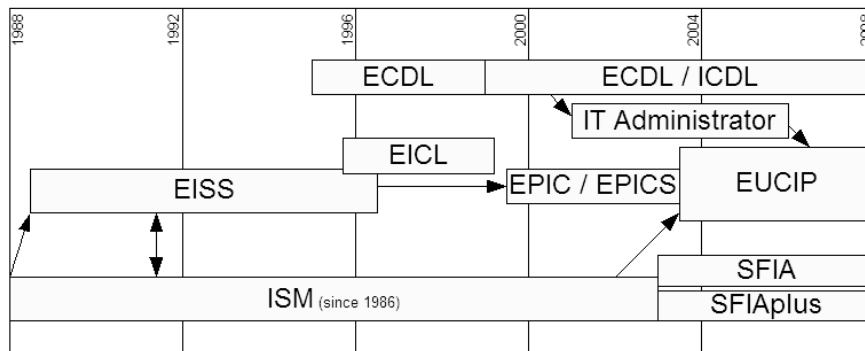 1988
1992
1996
2000
2004
2008
ECDL
ECDL / ICDL
IT Administrator
EICL
EISS
EPIC / EPICS
EUCIP
SFIA
ISM (since 1986)
SFIAplus